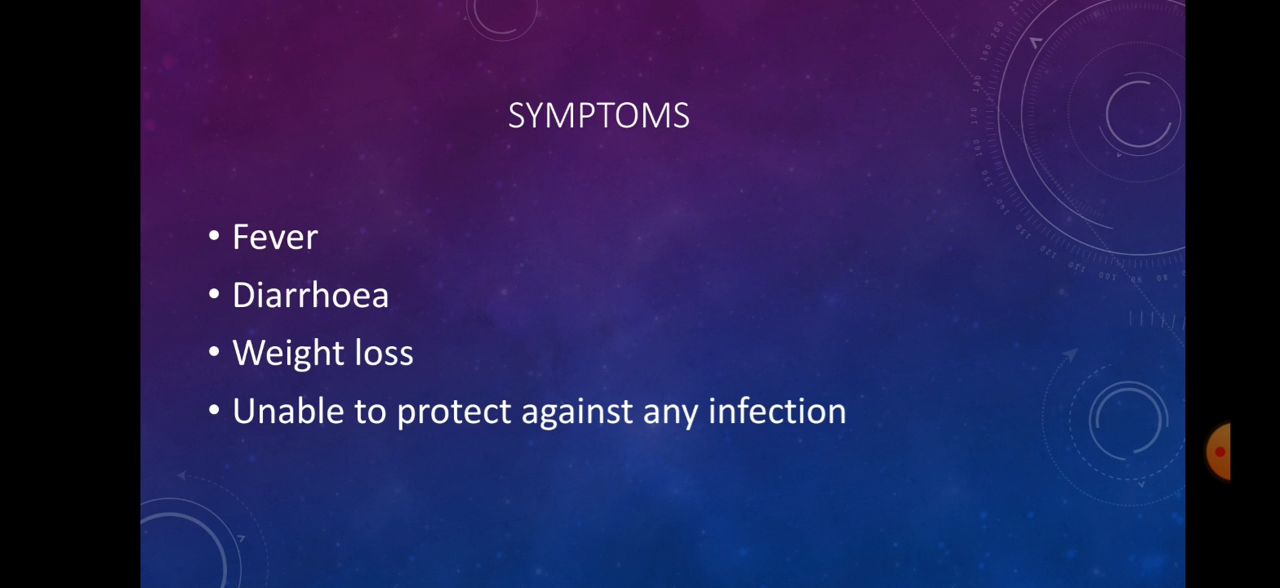 SYMPTOMS
• Fever
• Diarrhoea
• Weight loss
• Unable to protect against any infection